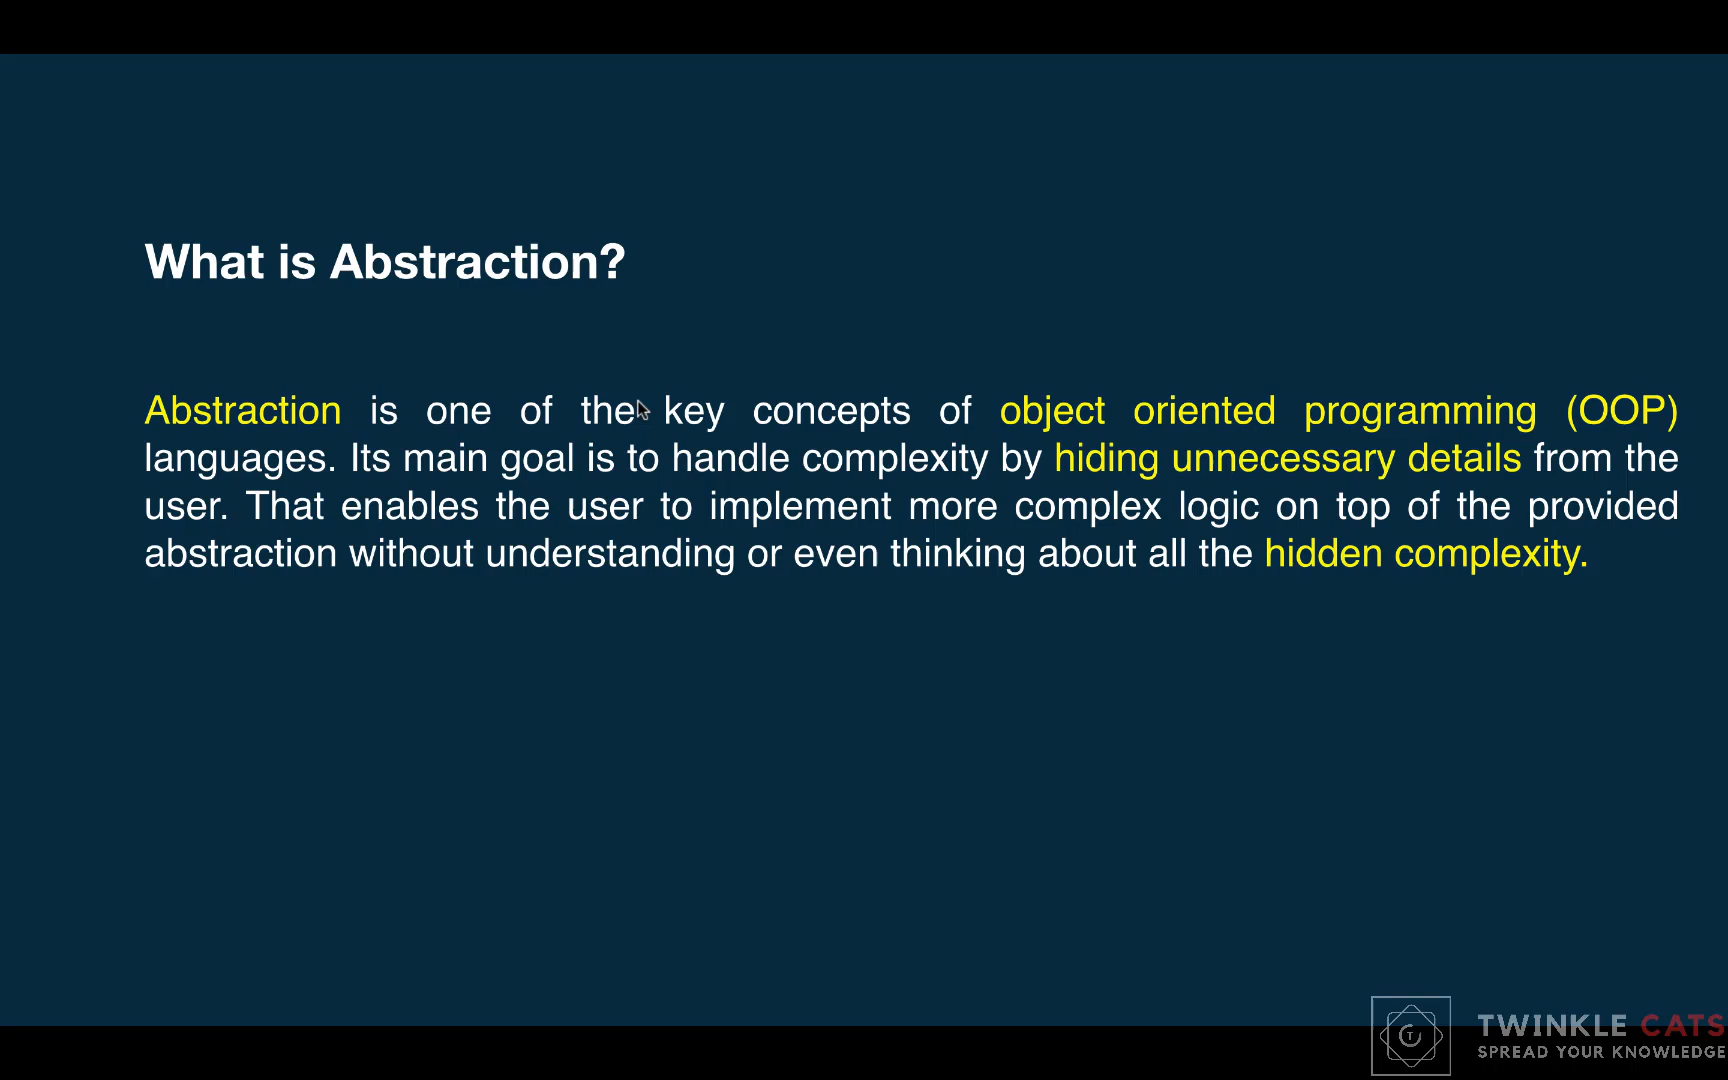 What is Abstraction?
Abstraction is one of the key concepts of object oriented programming (OOP)
languages. Its main goal is to handle complexity by hiding unnecessary details from the
user. That enables the user to implement more complex logic on top of the provided
abstraction without understanding or even thinking about all the hidden complexity.
TWINKLE CATS
SPREAD YOUR KNOWLEDGE